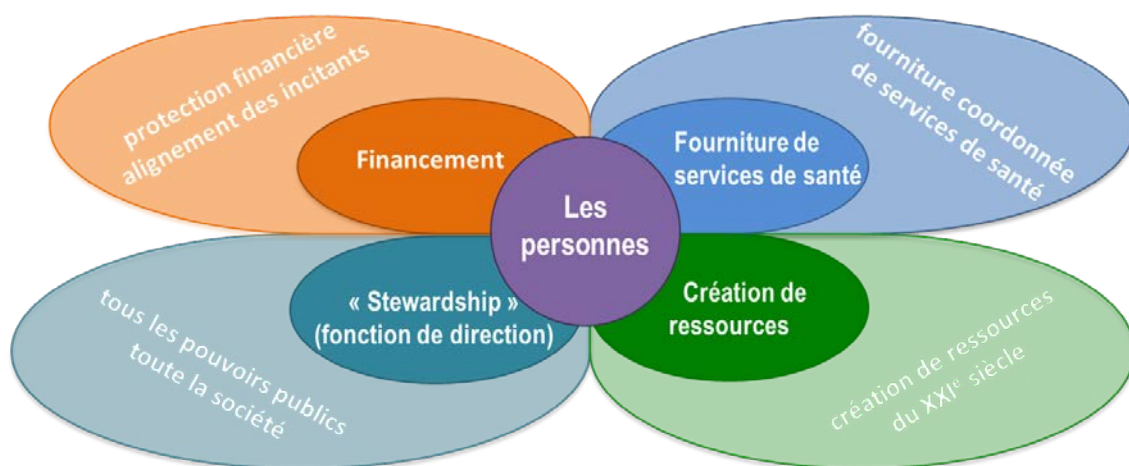 protection financière
alignement des incitants
Financement
fourniture coordonnée
de services de santé
Fourniture de
services de santé
Les
personnes
tous les pouvoirs publics
toute la société
« Stewardship »
(fonction de direction)
Création de
ressources
création de ressources
du XXIᵉ siècle